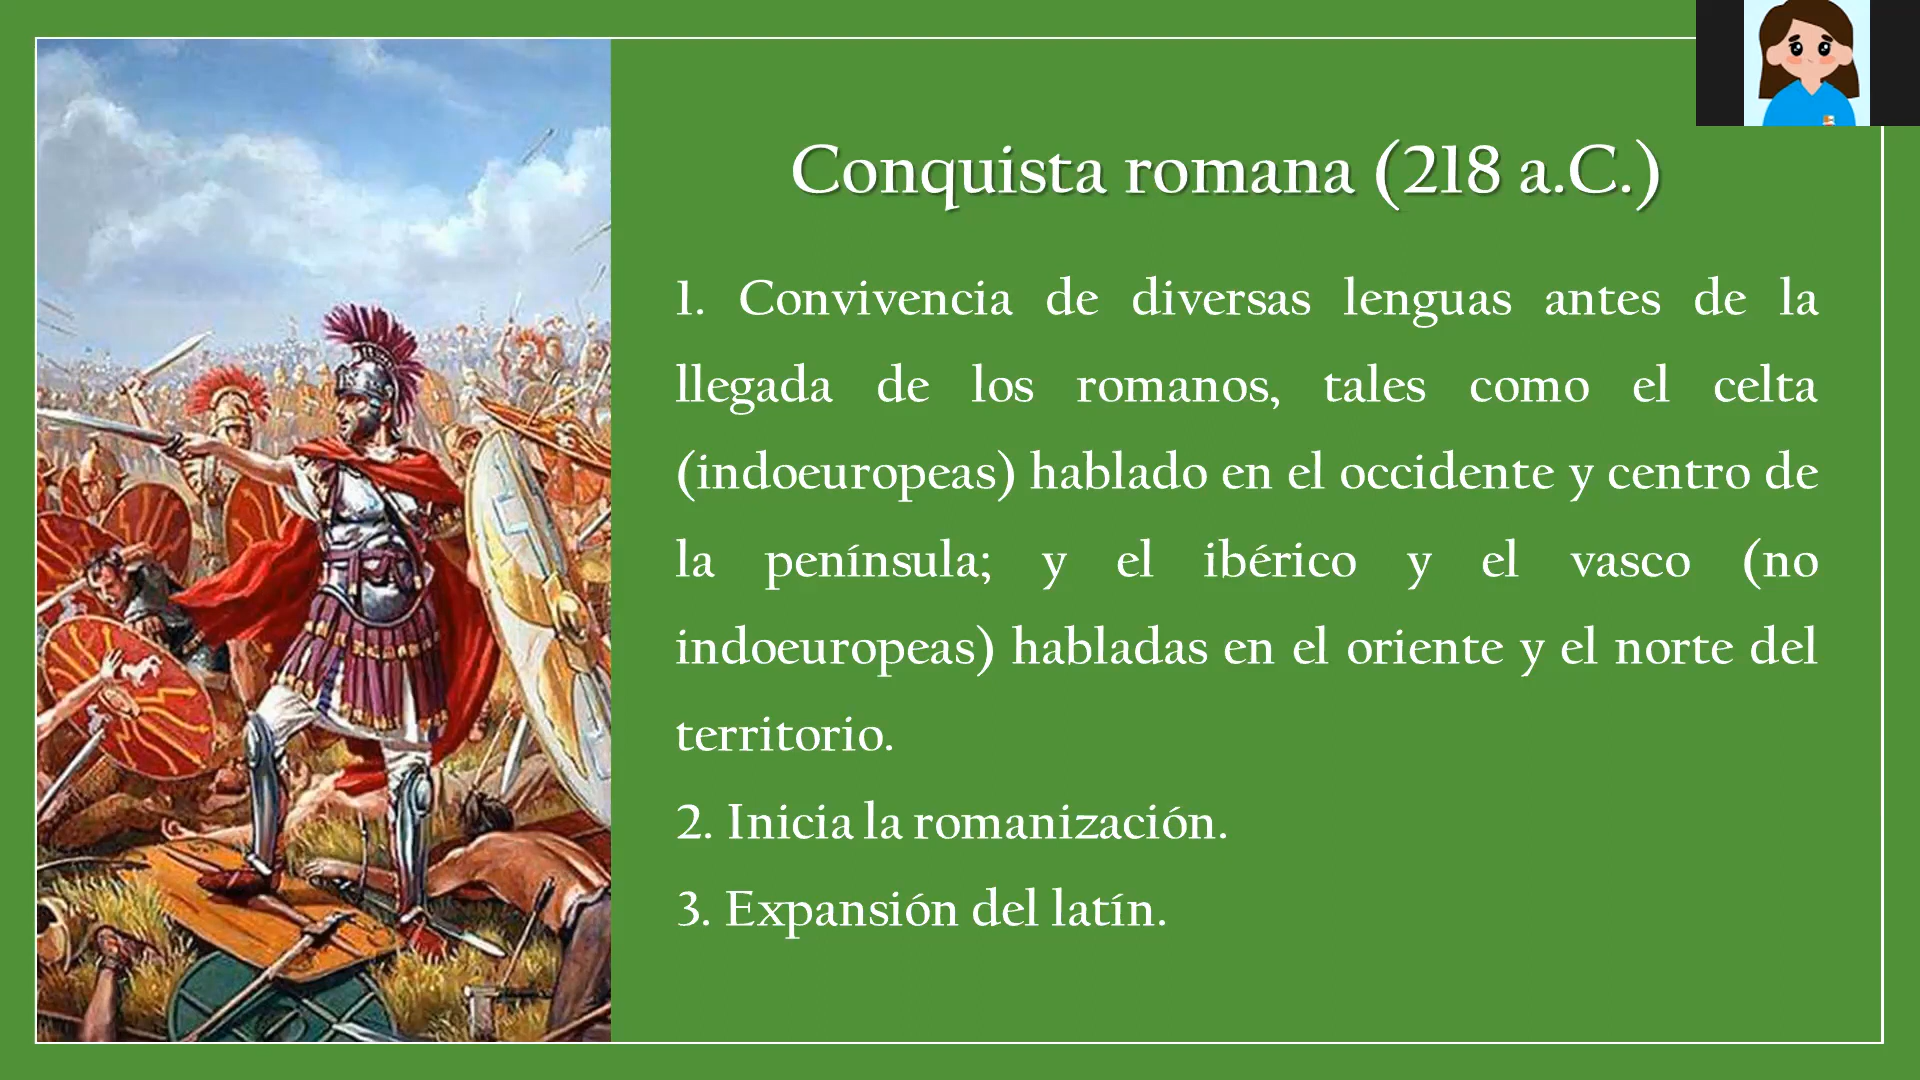 Conquista romana (218 a.C.)
1. Convivencia de diversas lenguas antes de la
llegada de los romanos, tales como el celta
(indoeuropeas) hablado en el occidente y centro de
la península; y el ibérico y el vasco (no
indoeuropeas) habladas en el oriente y el norte del
territorio.
2. Inicia la romanización.
3. Expansión del latín.